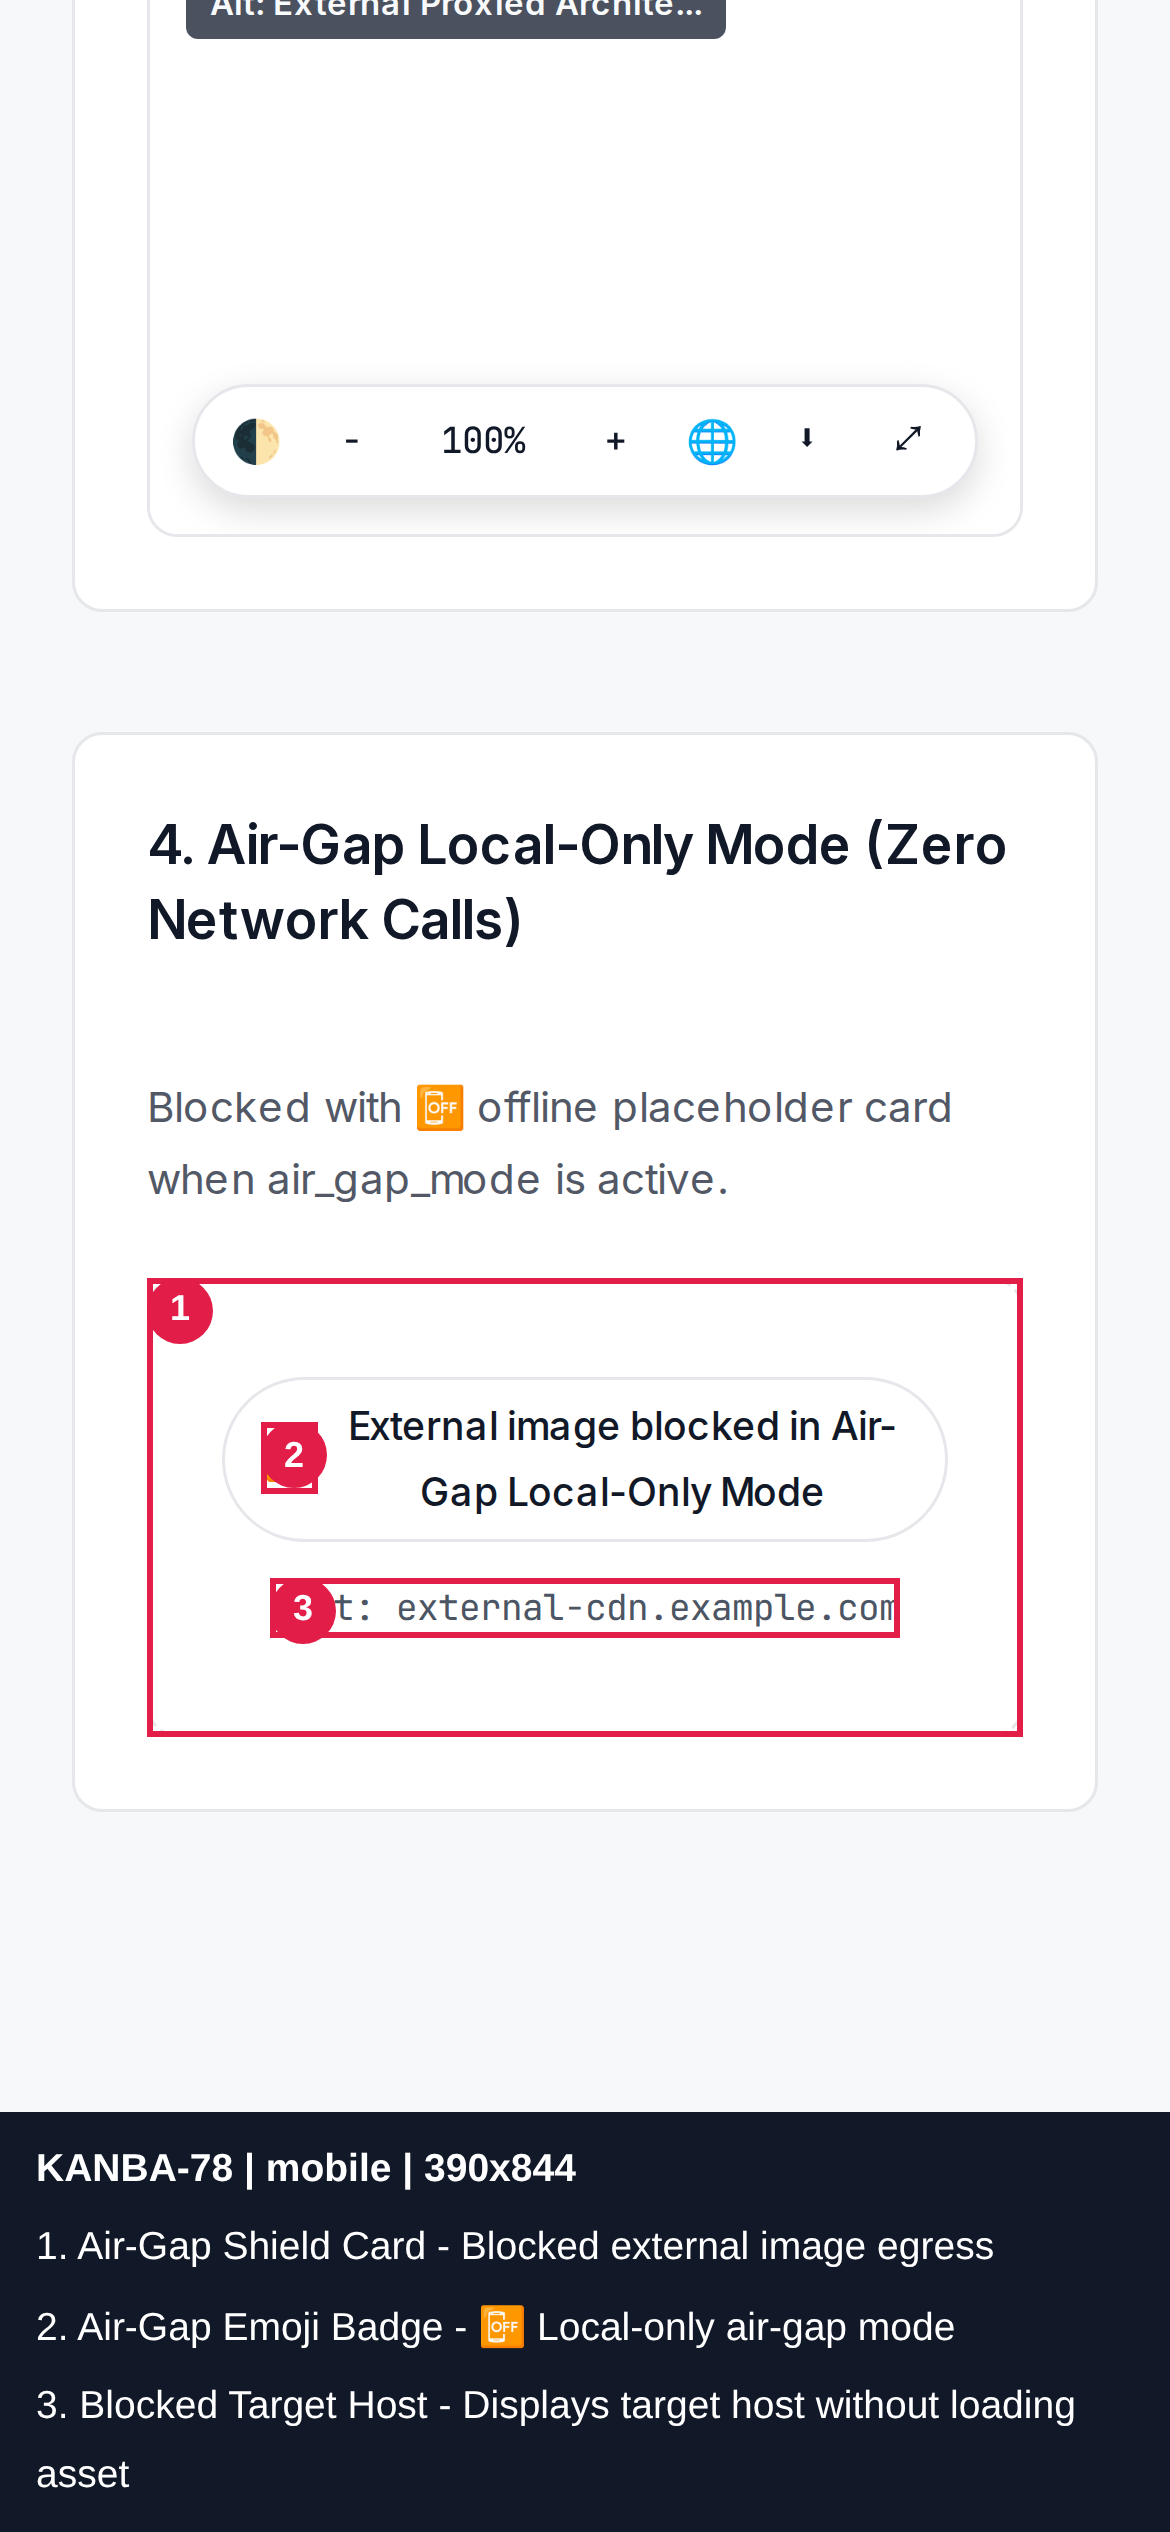 Alt: External Proxied Archite...
- 100% +
4. Air-Gap Local-Only Mode (Zero
Network Calls)
Blocked with 📴 offline placeholder card
when air_gap_mode is active.
1
2
External image blocked in Air-
Gap Local-Only Mode
3
t: external-cdn.example.com
KANBA-78 | mobile | 390x844
1. Air-Gap Shield Card - Blocked external image egress
2. Air-Gap Emoji Badge - 📴 Local-only air-gap mode
3. Blocked Target Host - Displays target host without loading
asset